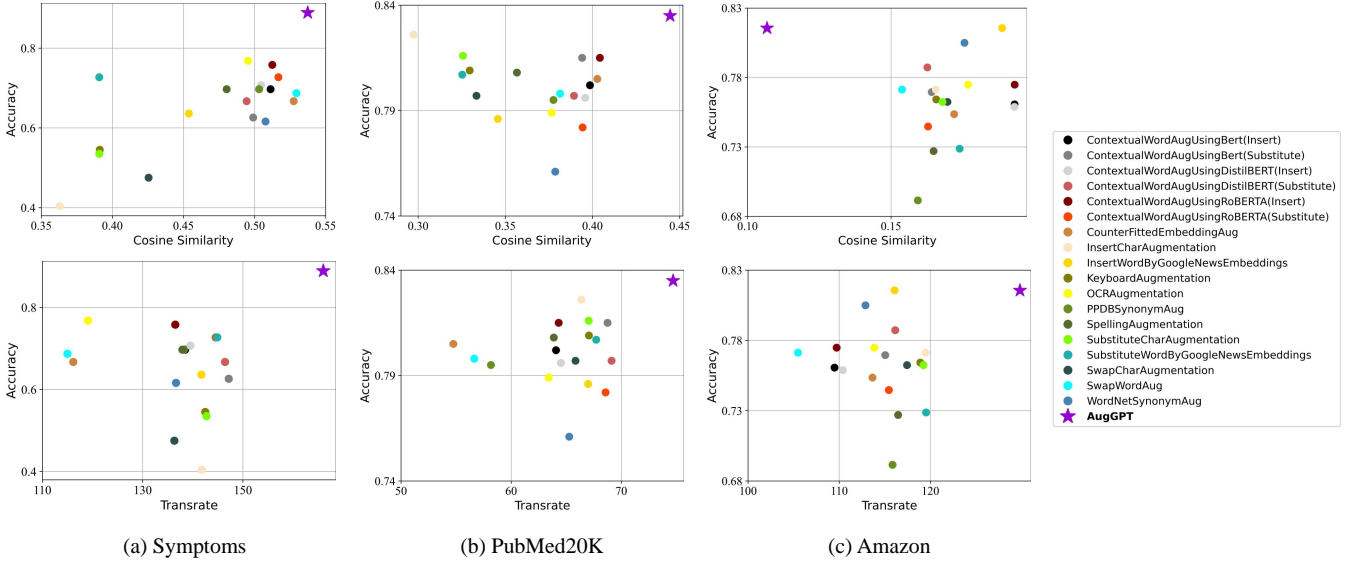 Accuracy
0.8
0.6
0.4
0.35
0.40
0.45
0.50
0.55
Cosine Similarity
Accuracy
0.84
0.79
0.74
0.30
0.35
0.40
0.45
Cosine Similarity
Accuracy
0.83
0.78
0.73
0.68
0.10
0.15
Cosine Similarity
Accuracy
0.8
0.6
0.4
110
130
150
Transrate
Accuracy
0.84
0.79
0.74
50
60
70
Transrate
Accuracy
0.83
0.78
0.73
0.68
100
110
120
Transrate
ContextualWordAugUsingBert(Insert)
ContextualWordAugUsingBert(Substitute)
ContextualWordAugUsingDistilBERT(Insert)
ContextualWordAugUsingDistilBERT(Substitute)
ContextualWordAugUsingRoBERTA(Insert)
ContextualWordAugUsingRoBERTA(Substitute)
CounterFittedEmbeddingAug
InsertCharAugmentation
InsertWordByGoogleNewsEmbeddings
KeyboardAugmentation
OCRAugmentation
PPDBSynonymAug
SpellingAugmentation
SubstituteCharAugmentation
SubstituteWordByGoogleNewsEmbeddings
SwapCharAugmentation
SwapWordAug
WordNetSynonymAug
AugGPT
(a) Symptoms
(b) PubMed20K
(c) Amazon